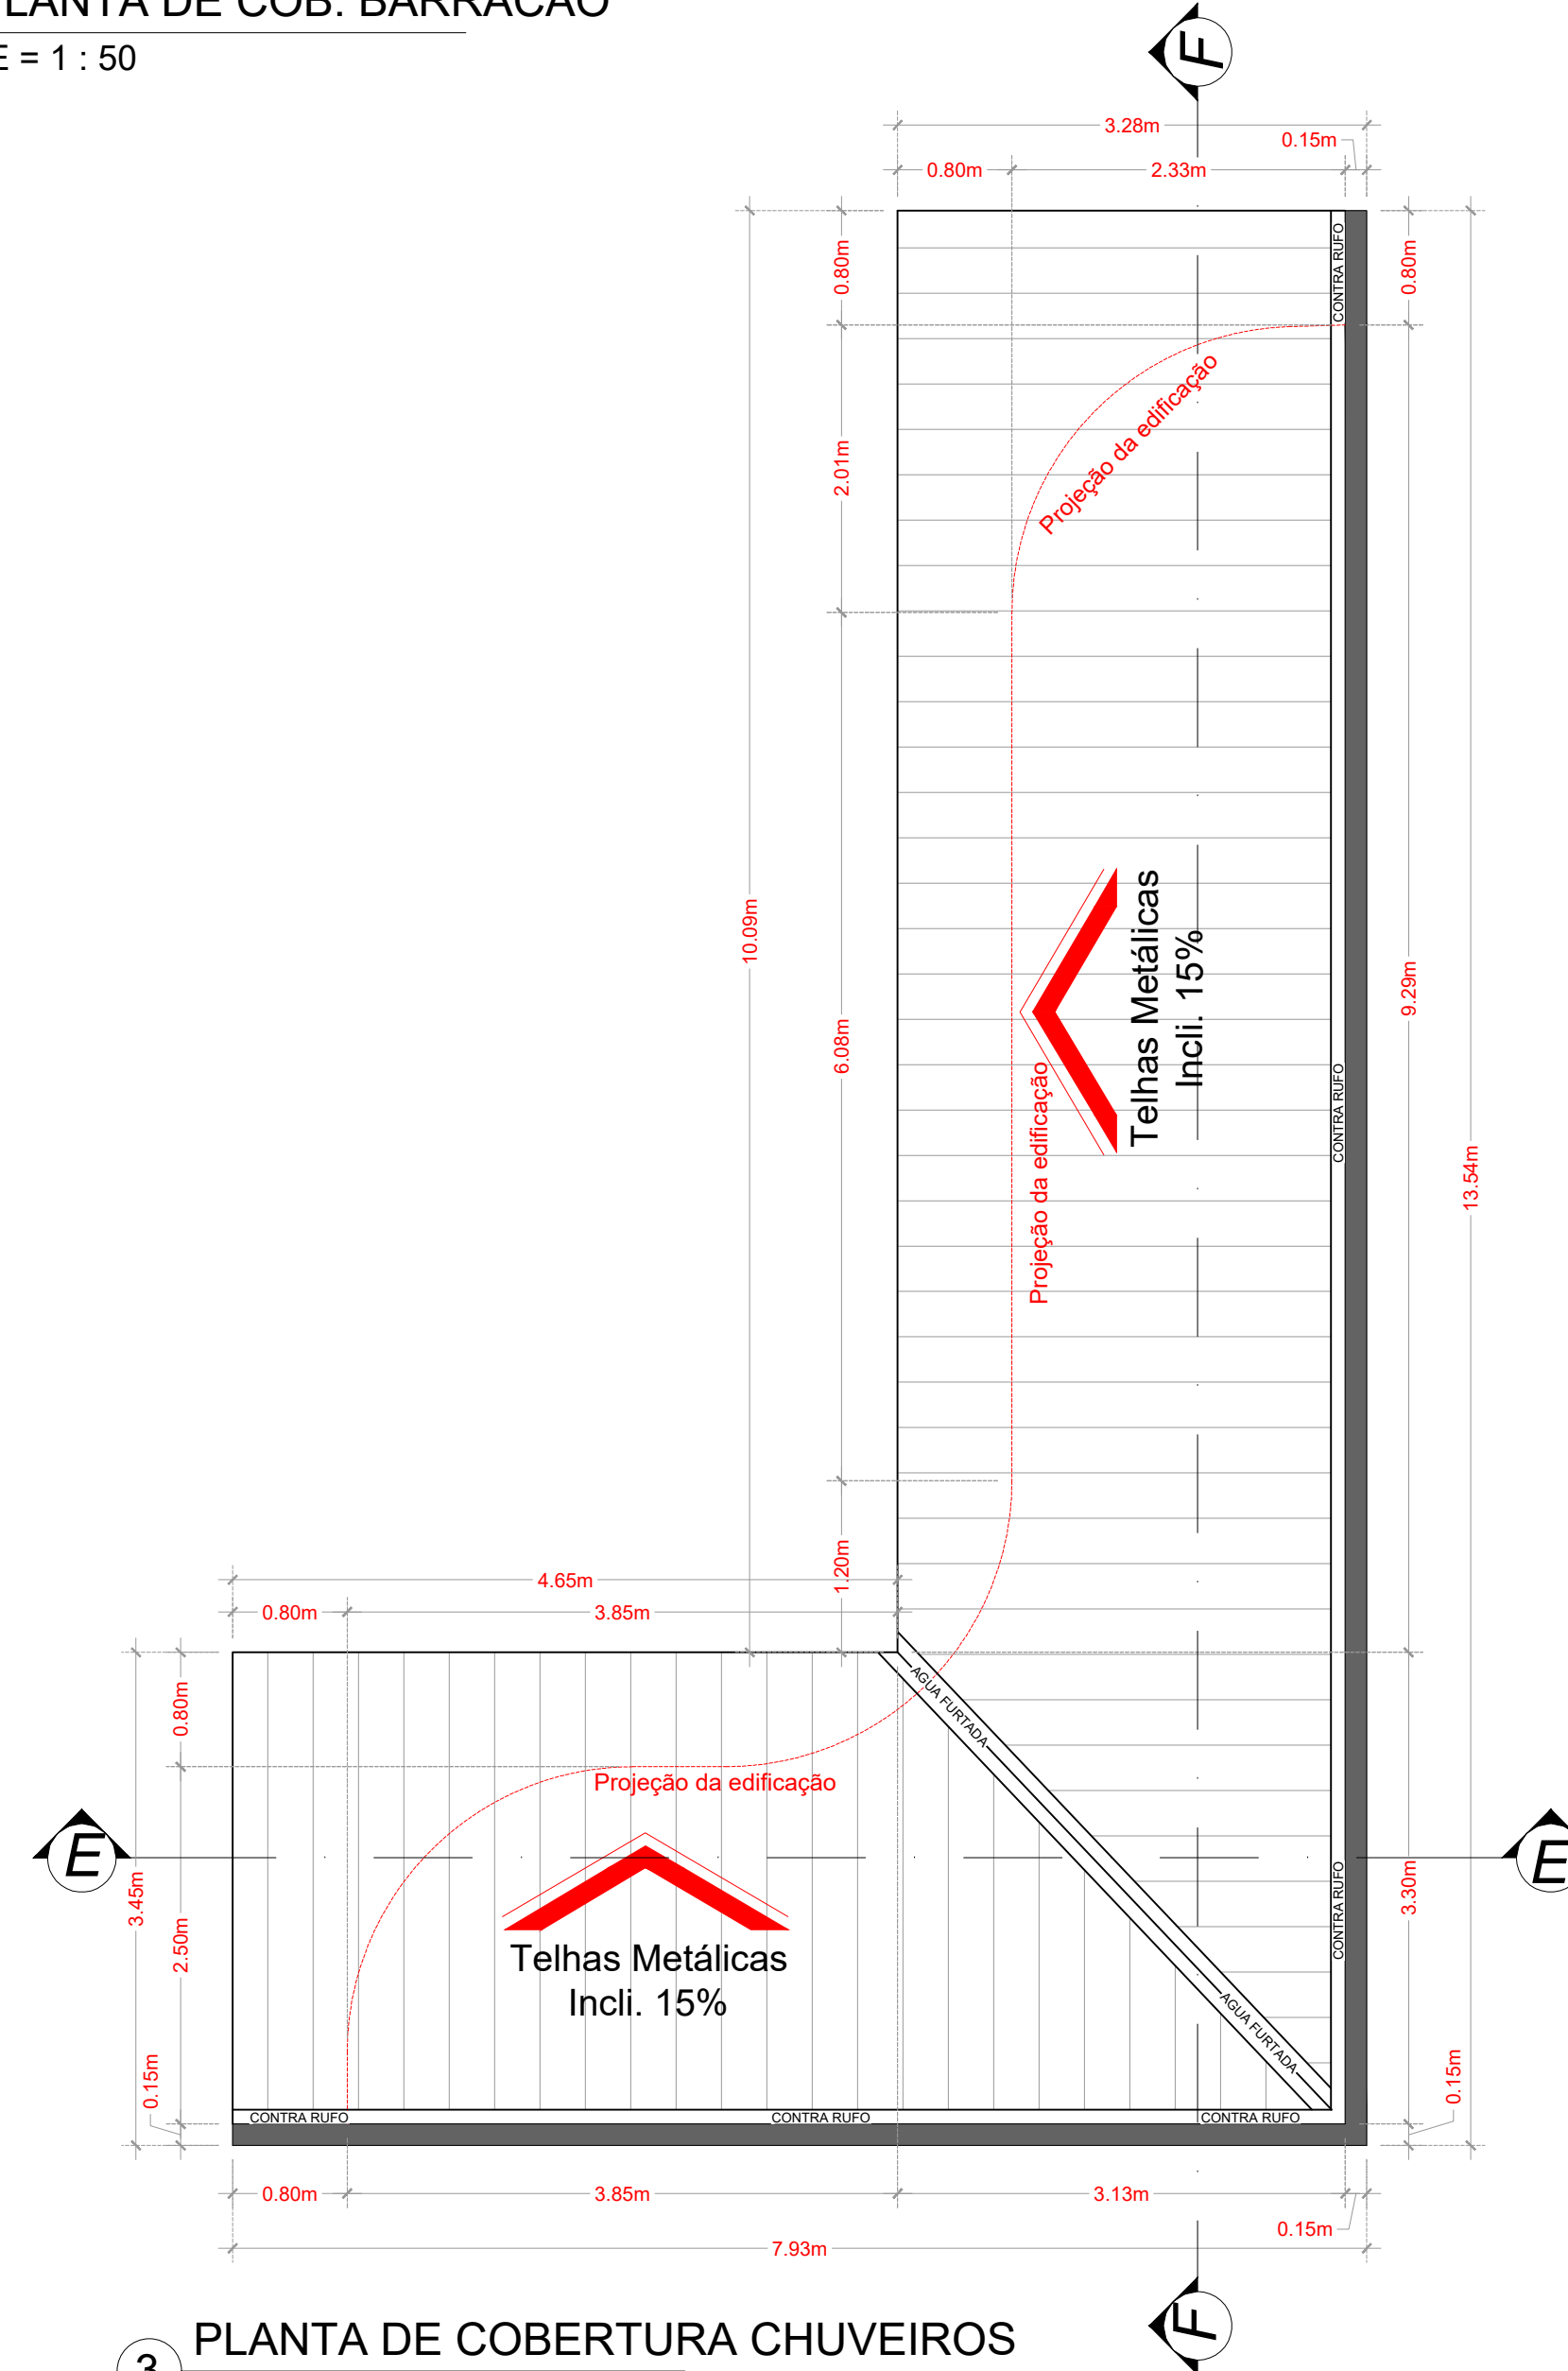 PLANTA DE COB. BARRACÃO
E = 1 : 50
F
3.28m
0.15m
0.80m
2.33m
0.80m
CONTRA RUFO
0.80m
Projeção da edificação
2.01m
10.09m
Telhas Metálicas
Incli. 15%
9.29m
6.08m
Projeção da edificação
CONTRA RUFO
13.54m
1.20m
4.65m
0.80m
3.85m
0.80m
AGUA FURTADA
Projeção da edificação
E
E
3.45m
2.50m
Telhas Metálicas
Incli. 15%
3.30m
CONTRA RUFO
AGUA FURTADA
0.15m
0.15m
CONTRA RUFO
CONTRA RUFO
CONTRA RUFO
0.80m
3.85m
3.13m
0.15m
7.93m
F
3
PLANTA DE COBERTURA CHUVEIROS